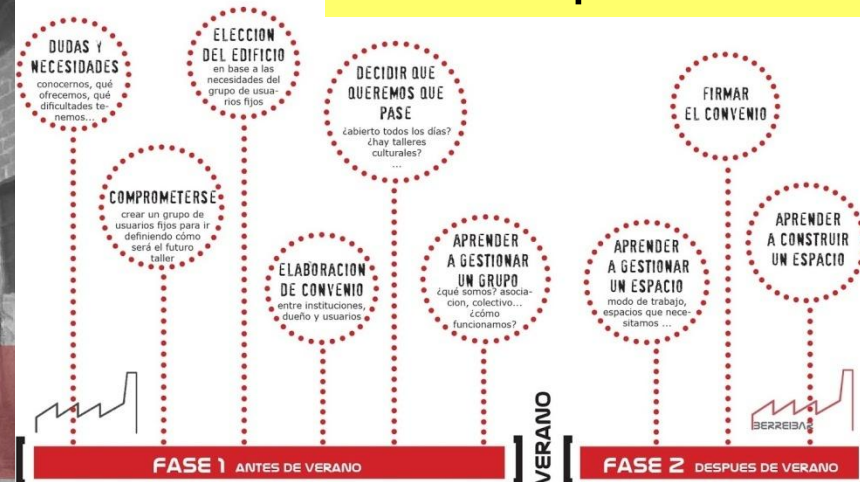 DUDAS Y
NECESIDADES
conocernos, qué
ofrecemos, qué
dificultades te-
nemos...
COMPROMETERSE
crear un grupo de
usuarios fijos para ir
definiendo cómo
será el futuro
taller
ELECCION
DEL EDIFICIO
en base a las
necesidades del
grupo de usua-
rios fijos
ELABORACION
DE CONVENIO
entre instituciones,
dueño y usuarios
DECIDIR QUE
QUEREMOS QUE
PASE
¿abierto todos los días?
¿hay talleres
culturales?
...
APRENDER
A GESTIONAR
UN GRUPO
¿qué somos? asocia-
cion, colectivo...
¿cómo
funcionamos?
APRENDER
A GESTIONAR
UN ESPACIO
modo de trabajo,
espacios que nece-
sitamos ...
FIRMAR
EL CONVENIO
APRENDER
A CONSTRUIR
UN ESPACIO
BERREIBAR
FASE 1 ANTES DE VERANO
VERANO
FASE 2 DESPUES DE VERANO